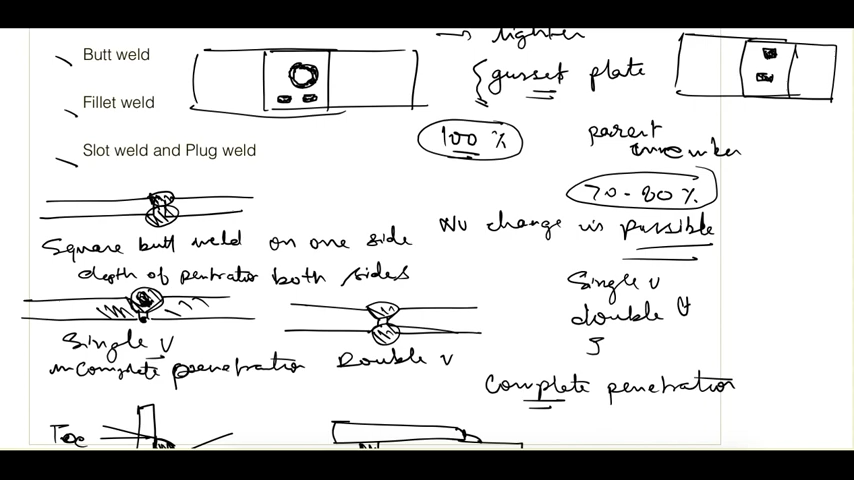 Butt weld
Fillet weld
Slot weld and Plug weld
→ lighter
{gusset plate
100 %
parent
member
70-80%
No change is possible
Square butt weld on one side
depth of penetration both sides
Single v
incomplete penetration
Double v
Single v
double v
Complete penetration
Toe